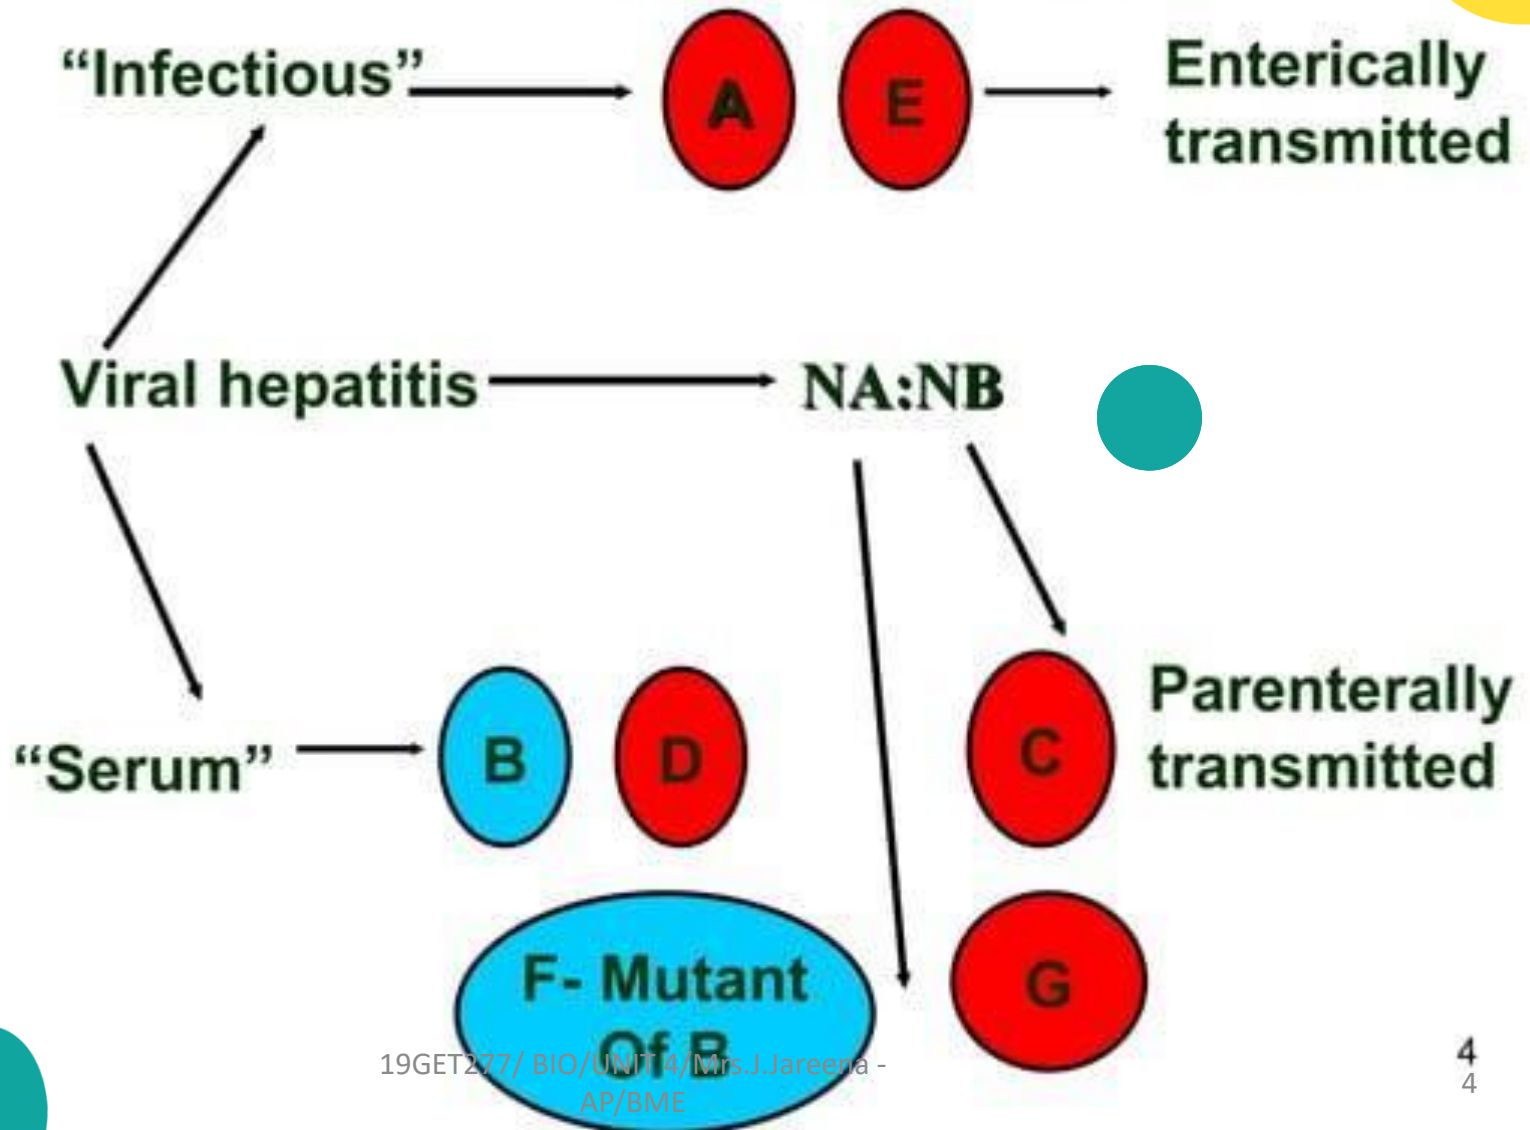 “Infectious”
A
E
Enterically
transmitted
Viral hepatitis
NA:NB
“Serum”
B
D
C
Parenterally
transmitted
F- Mutant
Of B
G
19GET277/ BIO/UNIT 4/Mrs.J.Jareena -
AP/BME
4
4